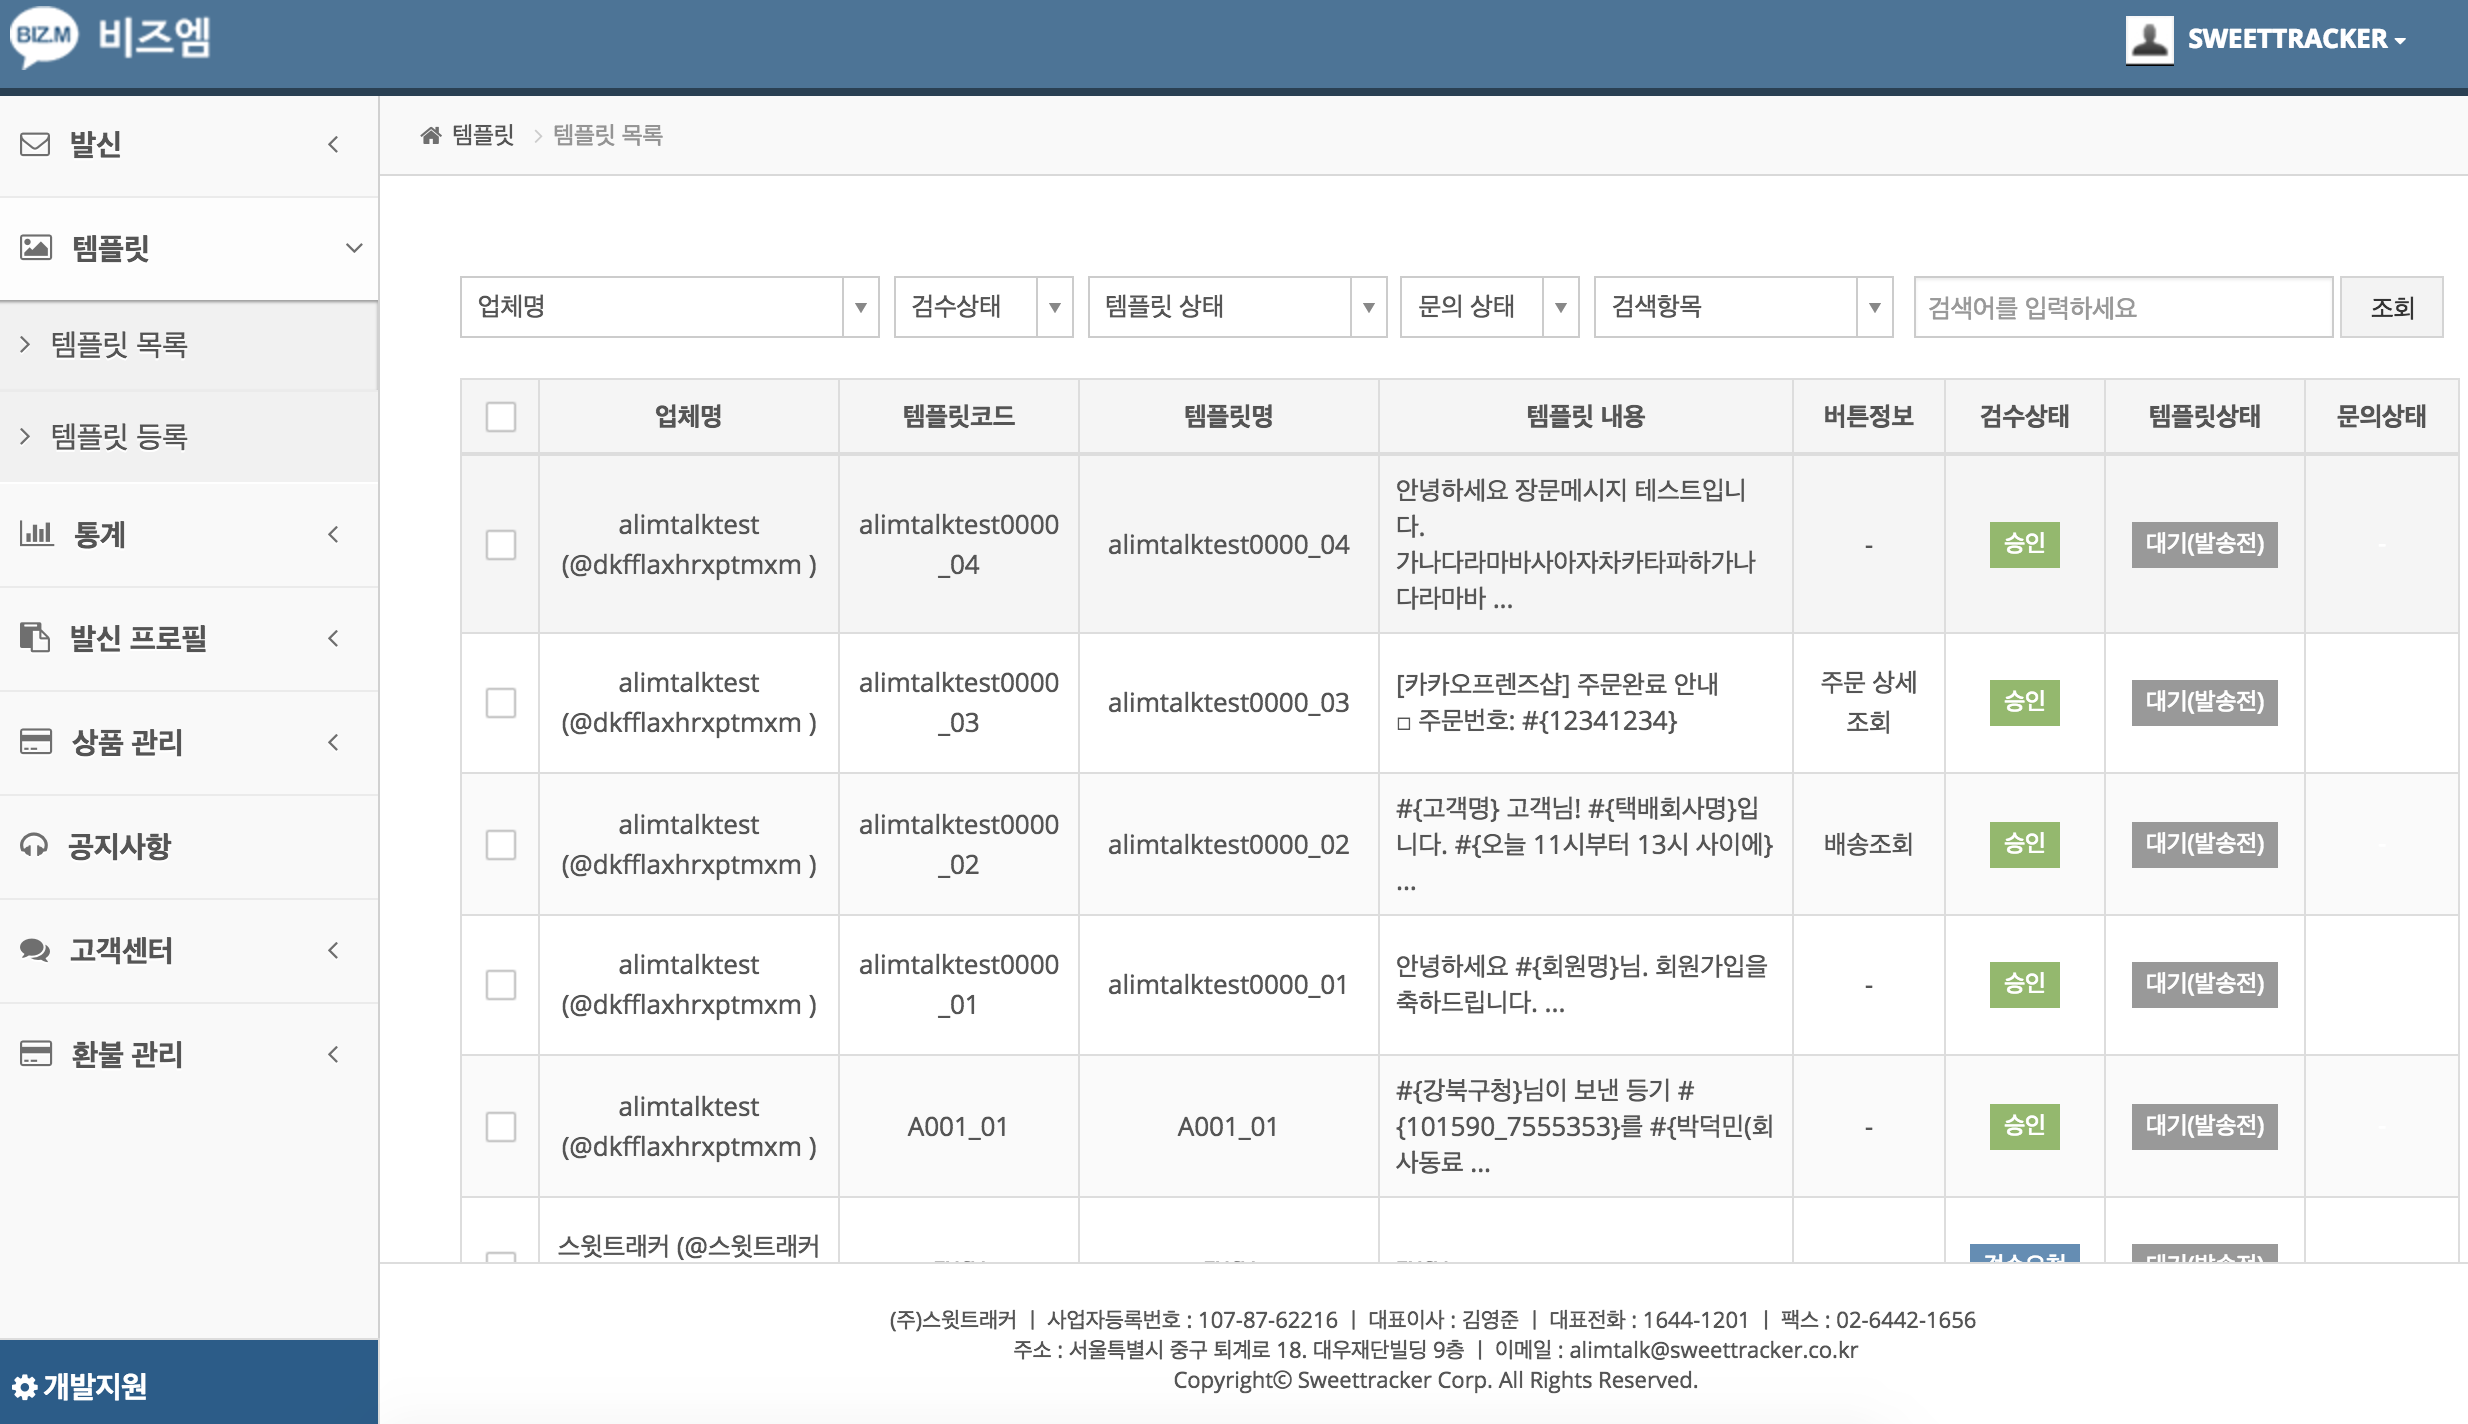 BIZ.M 비즈엠
SWEETTRACKER
발신
템플릿
템플릿 목록
템플릿 등록
통계
발신 프로필
상품 관리
공지사항
고객센터
환불 관리
개발지원
템플릿 템플릿 목록
업체명 검수상태 템플릿 상태 문의 상태 검색항목 검색어를 입력하세요 조회
업체명 템플릿코드 템플릿명 템플릿 내용 버튼정보 검수상태 템플릿상태 문의상태
alimtalktest
(@dkfflaxhrxptmxm )
alimtalktest0000
_04
alimtalktest0000_04
안녕하세요 장문메시지 테스트입니
다.
가나다라마바사아자차카타파하가나
다라마바 ...
-
승인
대기(발송전)
-
alimtalktest
(@dkfflaxhrxptmxm )
alimtalktest0000
_03
alimtalktest0000_03
[카카오프렌즈샵] 주문완료 안내
□ 주문번호: #{12341234}
주문 상세
조회
승인
대기(발송전)
alimtalktest
(@dkfflaxhrxptmxm )
alimtalktest0000
_02
alimtalktest0000_02
#{고객명} 고객님! #{택배회사명}입
니다. #{오늘 11시부터 13시 사이에}
...
배송조회
승인
대기(발송전)
-
alimtalktest
(@dkfflaxhrxptmxm )
alimtalktest0000
_01
alimtalktest0000_01
안녕하세요 #{회원명}님. 회원가입을
축하드립니다. ...
-
승인
대기(발송전)
alimtalktest
(@dkfflaxhrxptmxm )
A001_01
A001_01
#{강북구청}님이 보낸 등기 #
{101590_7555353}를 #{박덕민(회
사동료 ...
-
승인
대기(발송전)
스윗트래커 (@스윗트래커
검수요청
대기(발송전)
(주)스윗트래커 | 사업자등록번호 : 107-87-62216 | 대표이사 : 김영준 | 대표전화 : 1644-1201 | 팩스 : 02-6442-1656
주소 : 서울특별시 중구 퇴계로 18. 대우재단빌딩 9층 | 이메일 : alimtalk@sweettracker.co.kr
Copyright© Sweettracker Corp. All Rights Reserved.